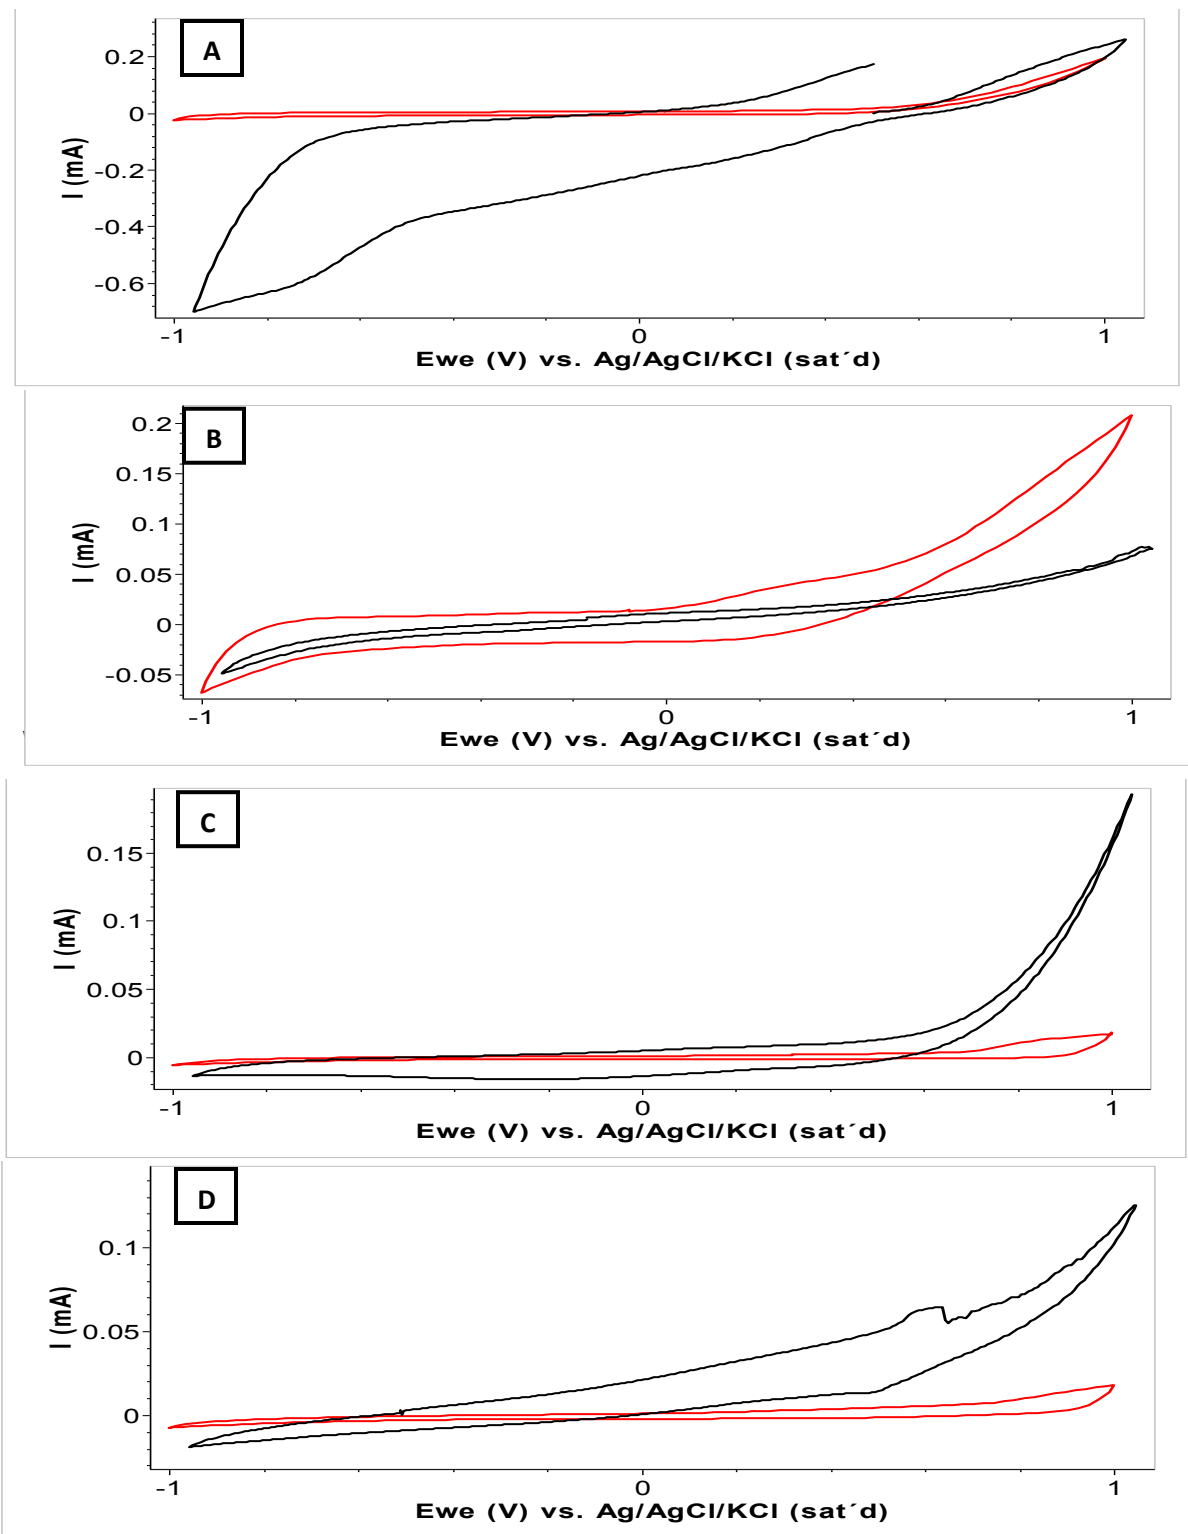 A
0.2
0
-0.2
-0.4
-0.6
I (mA)
-1 0 1
Ewe (V) vs. Ag/AgCl/KCl (sat´d)
B
0.2
0.15
0.1
0.05
0
-0.05
I (mA)
-1 0 1
Ewe (V) vs. Ag/AgCl/KCl (sat´d)
C
0.15
0.1
0.05
0
I (mA)
-1 0 1
Ewe (V) vs. Ag/AgCl/KCl (sat´d)
D
0.1
0.05
0
I (mA)
-1 0 1
Ewe (V) vs. Ag/AgCl/KCl (sat´d)